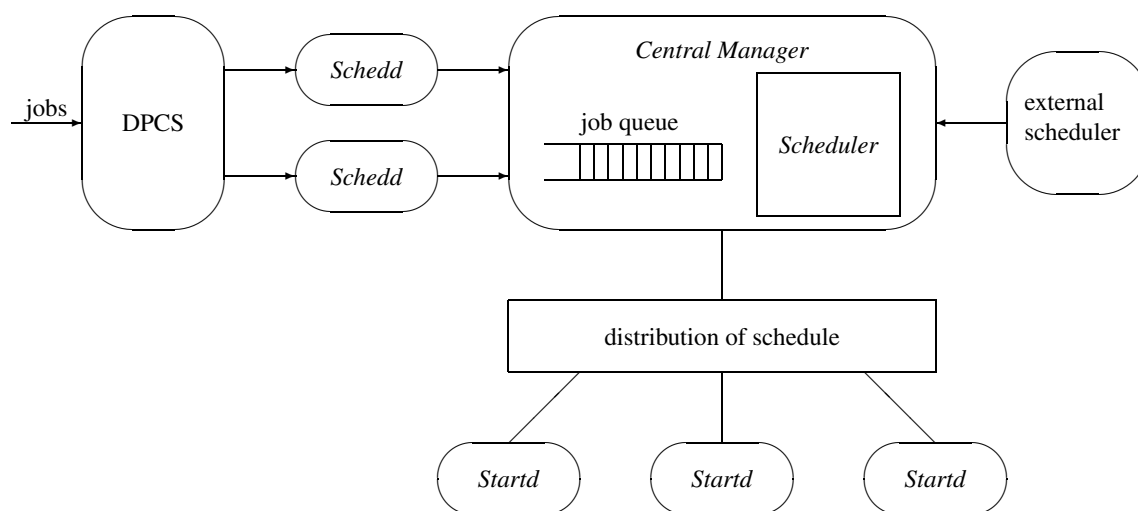 jobs
DPCS
Schedd
Schedd
Central Manager
job queue
Scheduler
external
scheduler
distribution of schedule
Startd
Startd
Startd